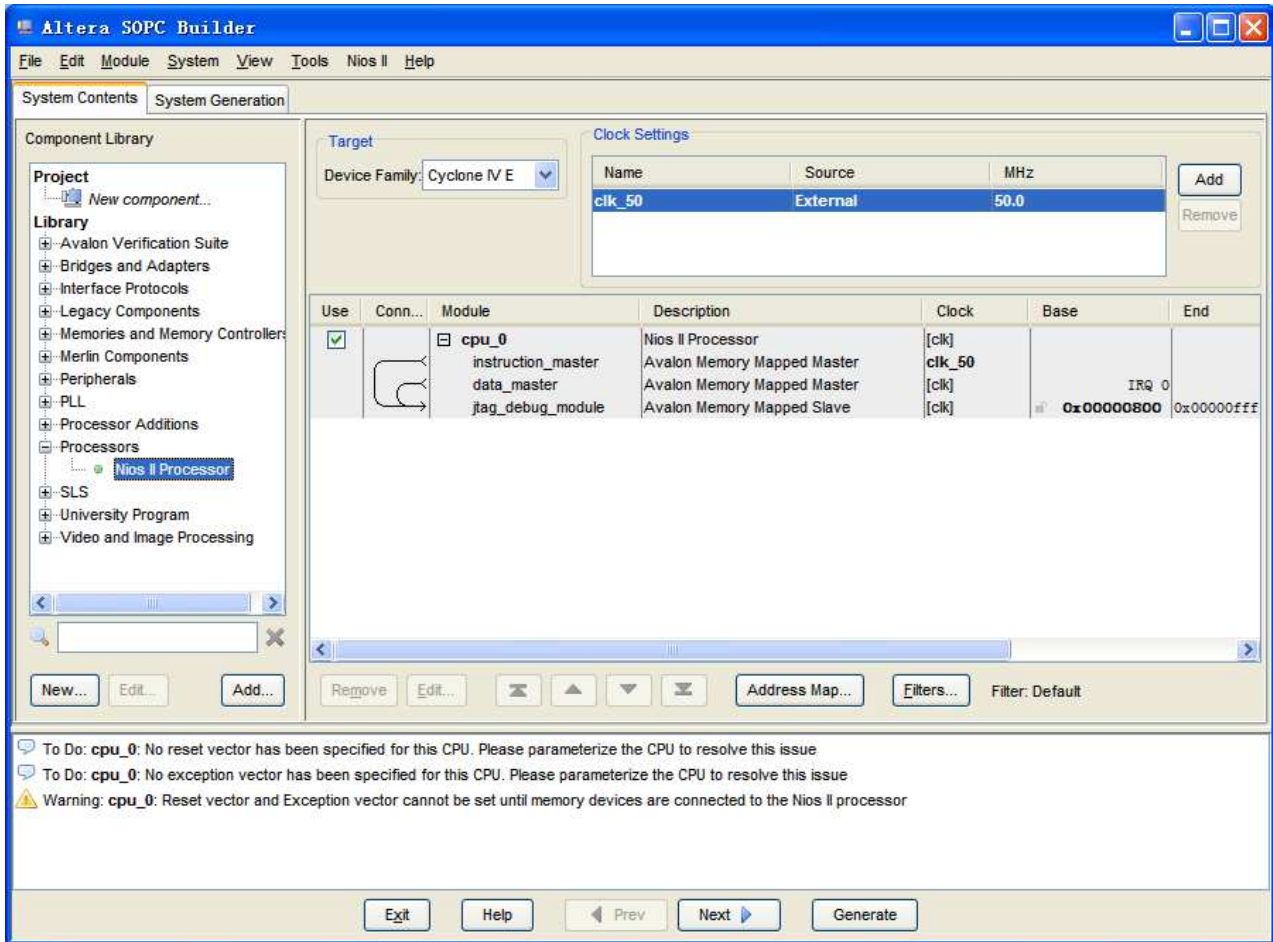 Altera SOPC Builder
File Edit Module System View Tools Nios II Help
System Contents System Generation
Component Library
Project
New component...
Library
Avalon Verification Suite
Bridges and Adapters
Interface Protocols
Legacy Components
Memories and Memory Controllers
Merlin Components
Peripherals
PLL
Processor Additions
Processors
Nios II Processor
SLS
University Program
Video and Image Processing
New... Edit... Add...
Target
Device Family: Cyclone IV E
Clock Settings
Name Source MHz
clk_50 External 50.0
Add
Remove
Use Conn... Module Description Clock Base End
cpu_0 Nios II Processor [clk]
instruction_master Avalon Memory Mapped Master clk_50
data_master Avalon Memory Mapped Master [clk] IRQ 0
jtag_debug_module Avalon Memory Mapped Slave [clk] 0x00000800 0x00000fff
Remove Edit... Address Map... Filters... Filter: Default
To Do: cpu_0: No reset vector has been specified for this CPU. Please parameterize the CPU to resolve this issue
To Do: cpu_0: No exception vector has been specified for this CPU. Please parameterize the CPU to resolve this issue
Warning: cpu_0: Reset vector and Exception vector cannot be set until memory devices are connected to the Nios II processor
Exit Help Prev Next Generate